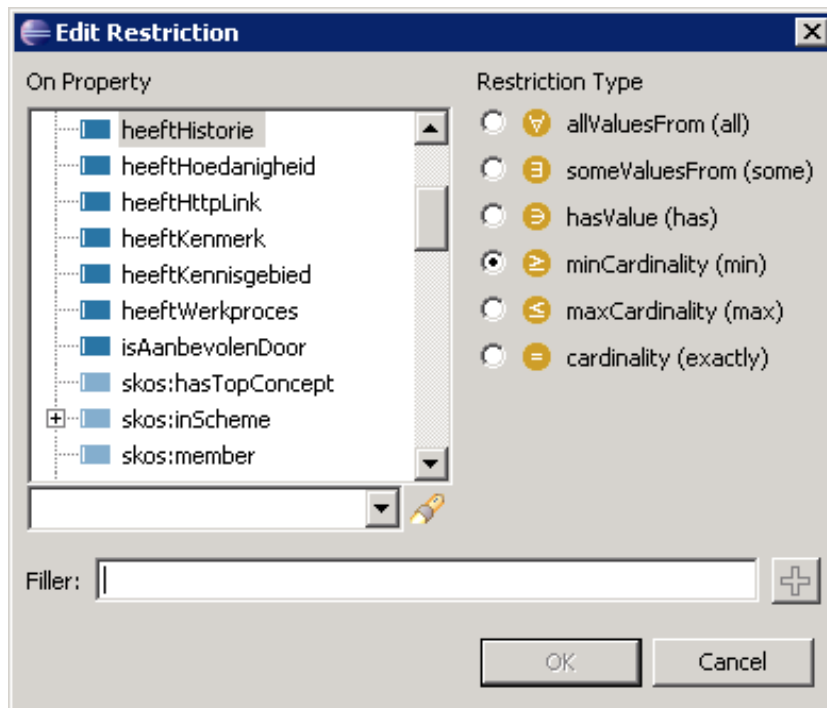 Edit Restriction
On Property
heeftHistorie
heeftHoedanigheid
heeftHttpLink
heeftKenmerk
heeftKennisgebied
heeftWerkproces
isAanbevolenDoor
skos:hasTopConcept
skos:inScheme
skos:member
Restriction Type
∀ allValuesFrom (all)
∃ someValuesFrom (some)
∋ hasValue (has)
≥ minCardinality (min)
≤ maxCardinality (max)
= cardinality (exactly)
Filler:
OK
Cancel